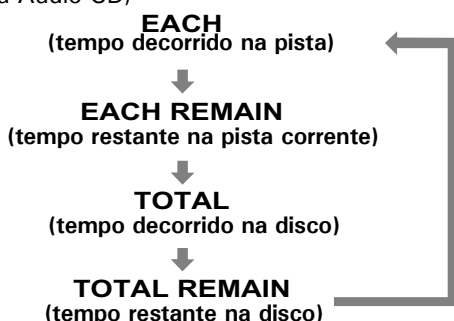 EACH
(tempo decorrido na pista)
EACH REMAIN
(tempo restante na pista corrente)
TOTAL
(tempo decorrido na disco)
TOTAL REMAIN
(tempo restante na disco)